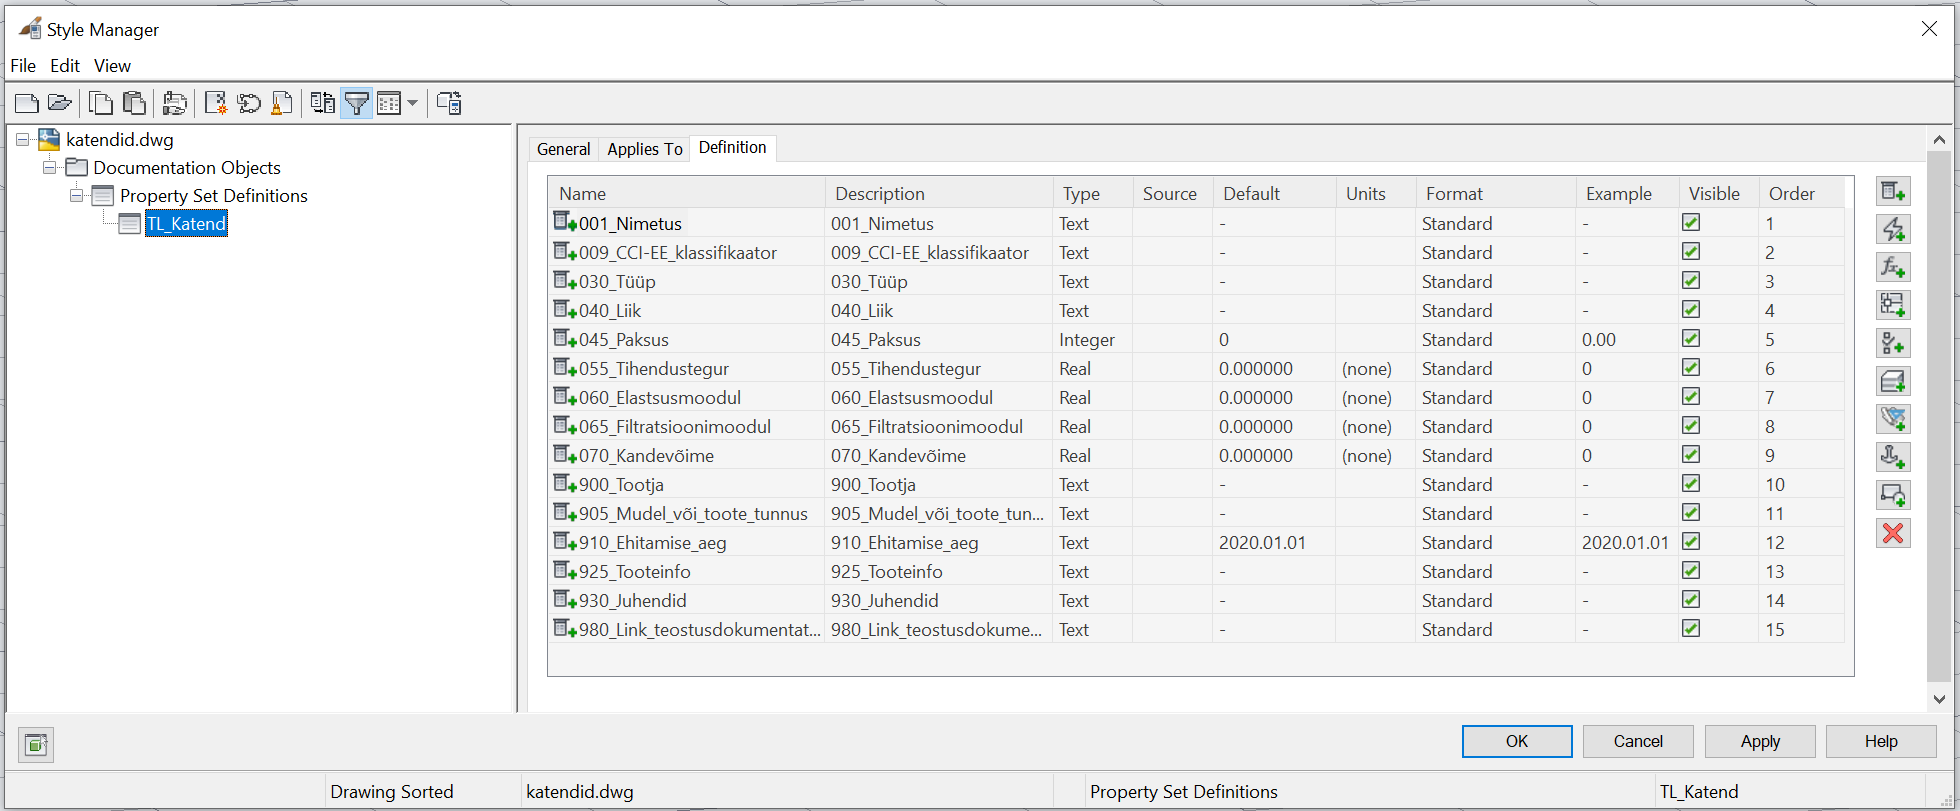 Style Manager
File Edit View
katendid.dwg
Documentation Objects
Property Set Definitions
TL_Katend
General Applies To Definition
Name Description Type Source Default Units Format Example Visible Order
001_Nimetus 001_Nimetus Text - Standard - 1
009_CCI-EE_klassifikaator 009_CCI-EE_klassifikaator Text - Standard - 2
030_Tüüp 030_Tüüp Text - Standard - 3
040_Liik 040_Liik Text - Standard - 4
045_Paksus 045_Paksus Integer 0 Standard 0.00 5
055_Tihendustegur 055_Tihendustegur Real 0.000000 (none) Standard 0 6
060_Elastsusmoodul 060_Elastsusmoodul Real 0.000000 (none) Standard 0 7
065_Filtratsioonimoodul 065_Filtratsioonimoodul Real 0.000000 (none) Standard 0 8
070_Kandevõime 070_Kandevõime Real 0.000000 (none) Standard 0 9
900_Tootja 900_Tootja Text - Standard - 10
905_Mudel_või_toote_tunnus 905_Mudel_või_toote_tun... Text - Standard - 11
910_Ehitamise_aeg 910_Ehitamise_aeg Text 2020.01.01 Standard 2020.01.01 12
925_Tooteinfo 925_Tooteinfo Text - Standard - 13
930_Juhendid 930_Juhendid Text - Standard - 14
980_Link_teostusdokumentat... 980_Link_teostusdokume... Text - Standard - 15
OK Cancel Apply Help
Drawing Sorted katendid.dwg Property Set Definitions TL_Katend